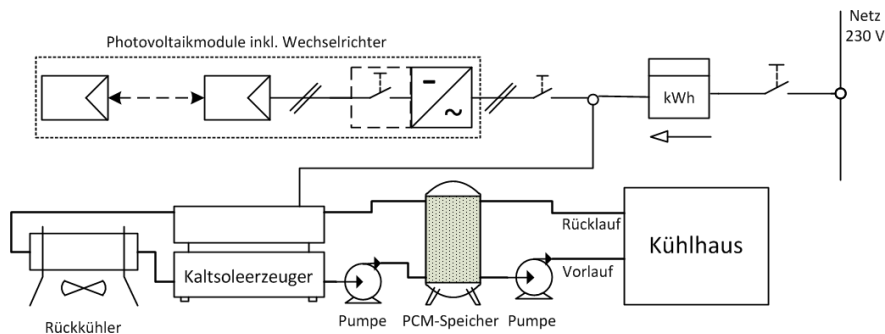 Netz
230 V
Photovoltaikmodule inkl. Wechselrichter
-
~
kWh
Rücklauf
Kühlhaus
Kaltsoleerzeuger
Vorlauf
Rückkühler
Pumpe
PCM-Speicher
Pumpe